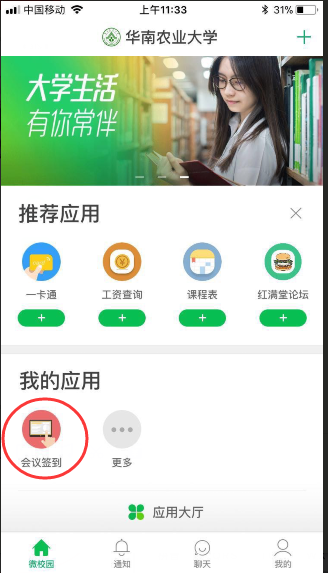 中国移动 上午11:33 31%
华南农业大学
大学生活
有你常伴
推荐应用
一卡通 工资查询 课程表 红满堂论坛
我的应用
会议签到 更多
应用大厅
微校园 通知 聊天 我的